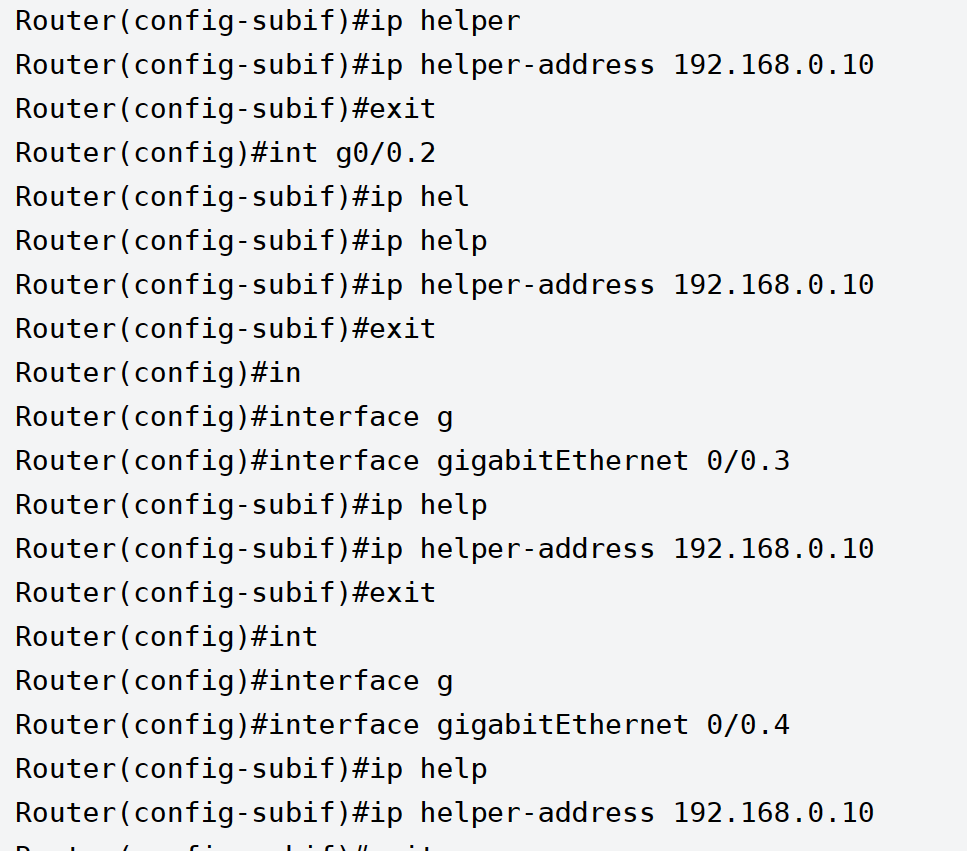 Router(config-subif)#ip helper
Router(config-subif)#ip helper-address 192.168.0.10
Router(config-subif)#exit
Router(config)#int g0/0.2
Router(config-subif)#ip hel
Router(config-subif)#ip help
Router(config-subif)#ip helper-address 192.168.0.10
Router(config-subif)#exit
Router(config)#in
Router(config)#interface g
Router(config)#interface gigabitEthernet 0/0.3
Router(config-subif)#ip help
Router(config-subif)#ip helper-address 192.168.0.10
Router(config-subif)#exit
Router(config)#int
Router(config)#interface g
Router(config)#interface gigabitEthernet 0/0.4
Router(config-subif)#ip help
Router(config-subif)#ip helper-address 192.168.0.10
Router(config-subif)#exit